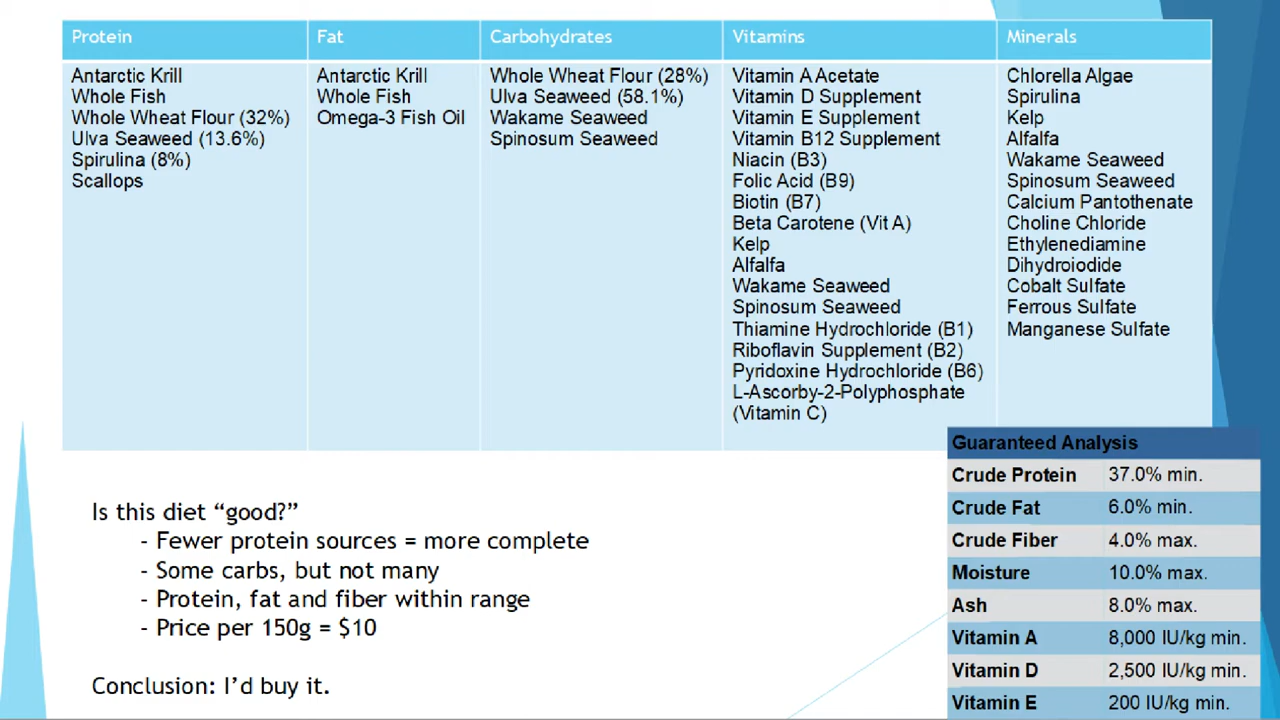 Protein
Fat
Carbohydrates
Vitamins
Minerals
Antarctic Krill
Whole Fish
Whole Wheat Flour (32%)
Ulva Seaweed (13.6%)
Spirulina (8%)
Scallops
Antarctic Krill
Whole Fish
Omega-3 Fish Oil
Whole Wheat Flour (28%)
Ulva Seaweed (58.1%)
Wakame Seaweed
Spinosum Seaweed
Vitamin A Acetate
Vitamin D Supplement
Vitamin E Supplement
Vitamin B12 Supplement
Niacin (B3)
Folic Acid (B9)
Biotin (B7)
Beta Carotene (Vit A)
Kelp
Alfalfa
Wakame Seaweed
Spinosum Seaweed
Thiamine Hydrochloride (B1)
Riboflavin Supplement (B2)
Pyridoxine Hydrochloride (B6)
L-Ascorby-2-Polyphosphate
(Vitamin C)
Chlorella Algae
Spirulina
Kelp
Alfalfa
Wakame Seaweed
Spinosum Seaweed
Calcium Pantothenate
Choline Chloride
Ethylenediamine
Dihydroiodide
Cobalt Sulfate
Ferrous Sulfate
Manganese Sulfate
Is this diet “good?”
- Fewer protein sources = more complete
- Some carbs, but not many
- Protein, fat and fiber within range
- Price per 150g = $10
Conclusion: I’d buy it.
Guaranteed Analysis
Crude Protein 37.0% min.
Crude Fat 6.0% min.
Crude Fiber 4.0% max.
Moisture 10.0% max.
Ash 8.0% max.
Vitamin A 8,000 IU/kg min.
Vitamin D 2,500 IU/kg min.
Vitamin E 200 IU/kg min.